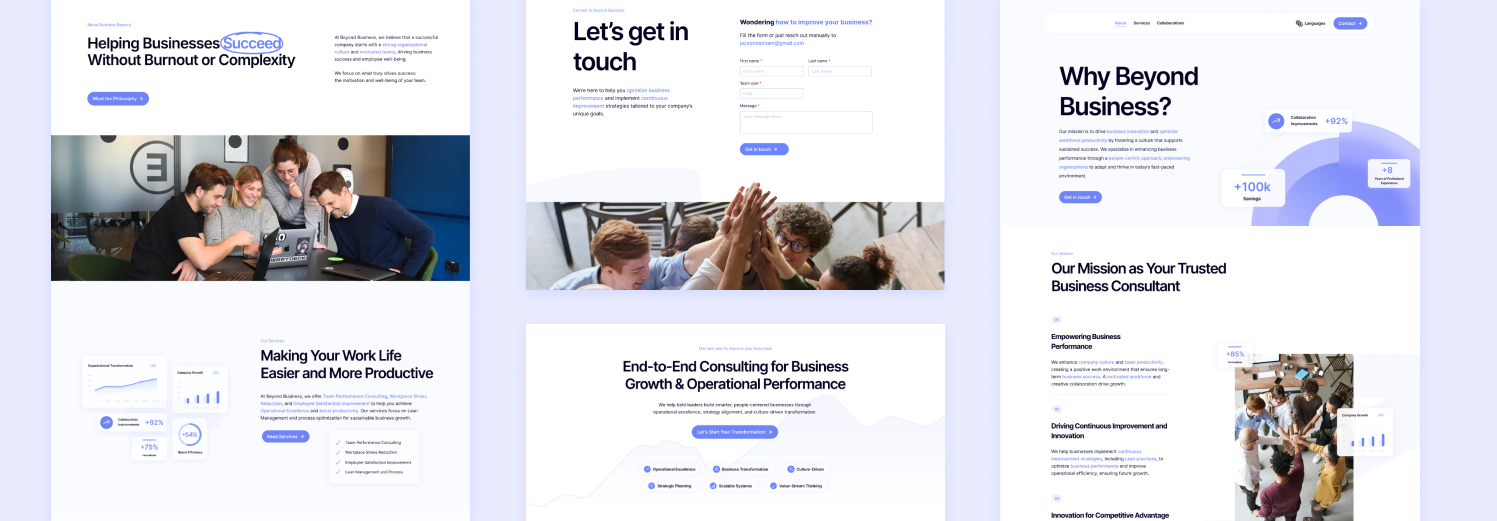 About Business Beyond
Helping Businesses Succeed
Without Burnout or Complexity
Meet the Philosophy →
At Beyond Business, we believe that a successful
company starts with a strong organizational
culture and motivated teams, driving business
success and employee well-being.
We focus on what truly drives success:
the motivation and well-being of your team.
Our Services
Making Your Work Life
Easier and More Productive
At Beyond Business, we offer Team Performance Consulting, Workplace Stress
Reduction, and Employee Satisfaction Improvement to help you achieve
Operational Excellence and boost productivity. Our services focus on Lean
Management and process optimization for sustainable business growth.
Read Services →
Team Performance Consulting
Workplace Stress Reduction
Employee Satisfaction Improvement
Lean Management and Process
Organizational Transformation
Company Growth
Collaboration
Improvements
+92%
+75%
+54%
Boost Efficiency
Connect to Beyond Business
Let's get in
touch
We're here to help you optimize business
performance and implement continuous
improvement strategies tailored to your company's
unique goals.
Wondering how to improve your business?
Fill the form or just reach out manually to
jaysondenham@gmail.com
First name *
Last name *
First name
Last name
Team size *
Message *
Your message here
Get in touch →
The best way to improve your business
End-to-End Consulting for Business
Growth & Operational Performance
We help bold leaders build smarter, people-centered businesses through
operational excellence, strategy alignment, and culture-driven transformation.
Let's Start Your Transformation! →
Operational Excellence
Business Transformation
Culture-Driven
Strategic Planning
Scalable Systems
Value-Stream Thinking
About
Services
Collaborations
Languages
Contact →
Why Beyond
Business?
Our mission is to drive business innovation and optimize
workforce productivity by fostering a culture that supports
sustained success. We specialize in enhancing business
performance through a people-centric approach, empowering
organizations to adapt and thrive in today's fast-paced
environment.
Get in touch →
Collaboration
Improvements
+92%
+8
Years of Professional
Experience
+100k
Savings
Our Mission
Our Mission as Your Trusted
Business Consultant
01
Empowering Business
Performance
We enhance company culture and team productivity,
creating a positive work environment that ensures long-
term business success. A motivated workforce and
creative collaboration drive growth.
02
Driving Continuous Improvement and
Innovation
We help businesses implement continuous
improvement strategies, including Lean practices, to
optimize business performance and improve
operational efficiency, ensuring future growth.
03
Innovation for Competitive Advantage
+85%
Company Growth